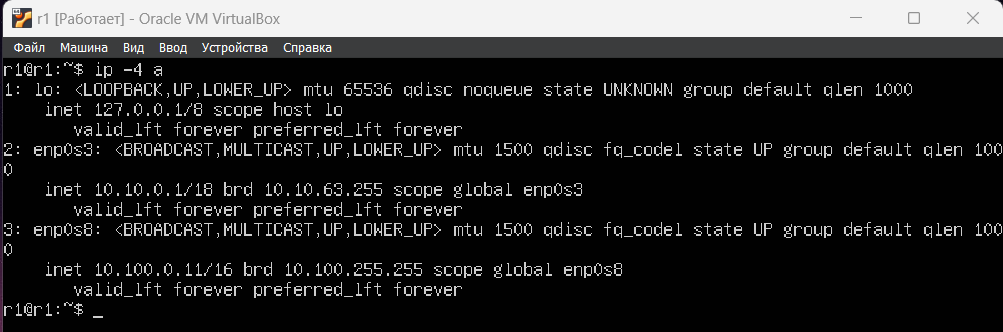 r1 [Работает] - Oracle VM VirtualBox
Файл Машина Вид Ввод Устройства Справка
r1@r1:~$ ip -4 a
1: lo: <LOOPBACK,UP,LOWER_UP> mtu 65536 qdisc noqueue state UNKNOWN group default qlen 1000
    inet 127.0.0.1/8 scope host lo
       valid_lft forever preferred_lft forever
2: enp0s3: <BROADCAST,MULTICAST,UP,LOWER_UP> mtu 1500 qdisc fq_codel state UP group default qlen 100
0
    inet 10.10.0.1/18 brd 10.10.63.255 scope global enp0s3
       valid_lft forever preferred_lft forever
3: enp0s8: <BROADCAST,MULTICAST,UP,LOWER_UP> mtu 1500 qdisc fq_codel state UP group default qlen 100
0
    inet 10.100.0.11/16 brd 10.100.255.255 scope global enp0s8
       valid_lft forever preferred_lft forever
r1@r1:~$ _